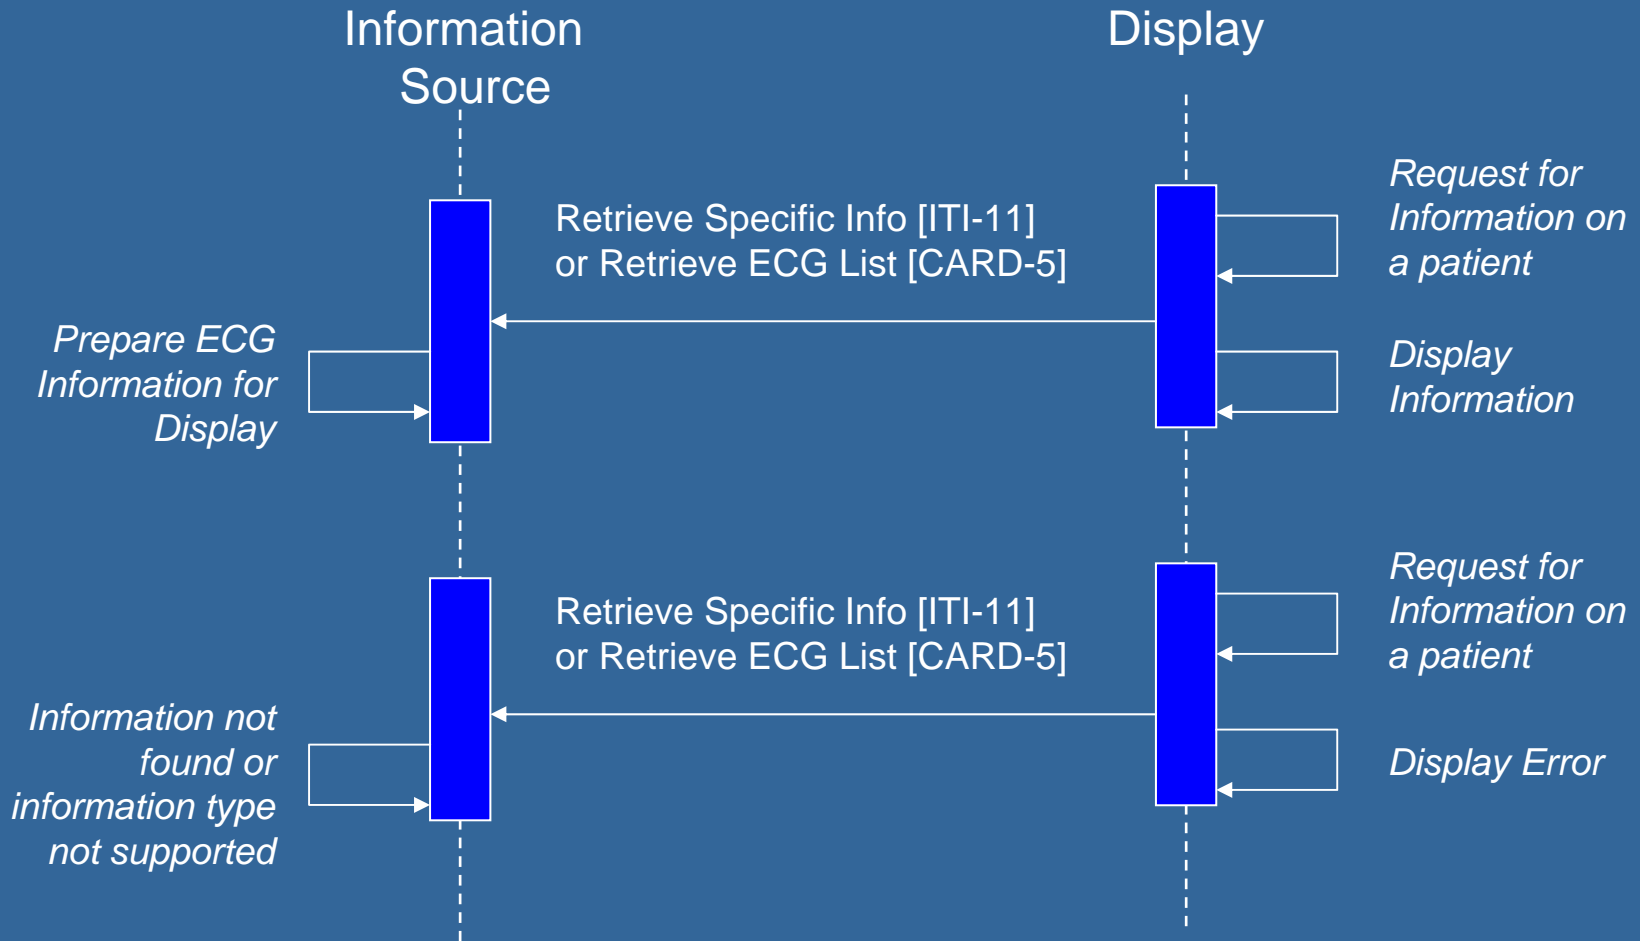 Information
Source
Display
Request for
Information on
a patient
Retrieve Specific Info [ITI-11]
or Retrieve ECG List [CARD-5]
Prepare ECG
Information for
Display
Display
Information
Request for
Information on
a patient
Retrieve Specific Info [ITI-11]
or Retrieve ECG List [CARD-5]
Information not
found or
information type
not supported
Display Error